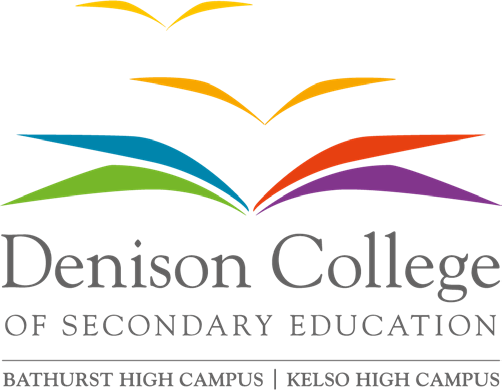 Denison College
OF SECONDARY EDUCATION
BATHURST HIGH CAMPUS | KELSO HIGH CAMPUS